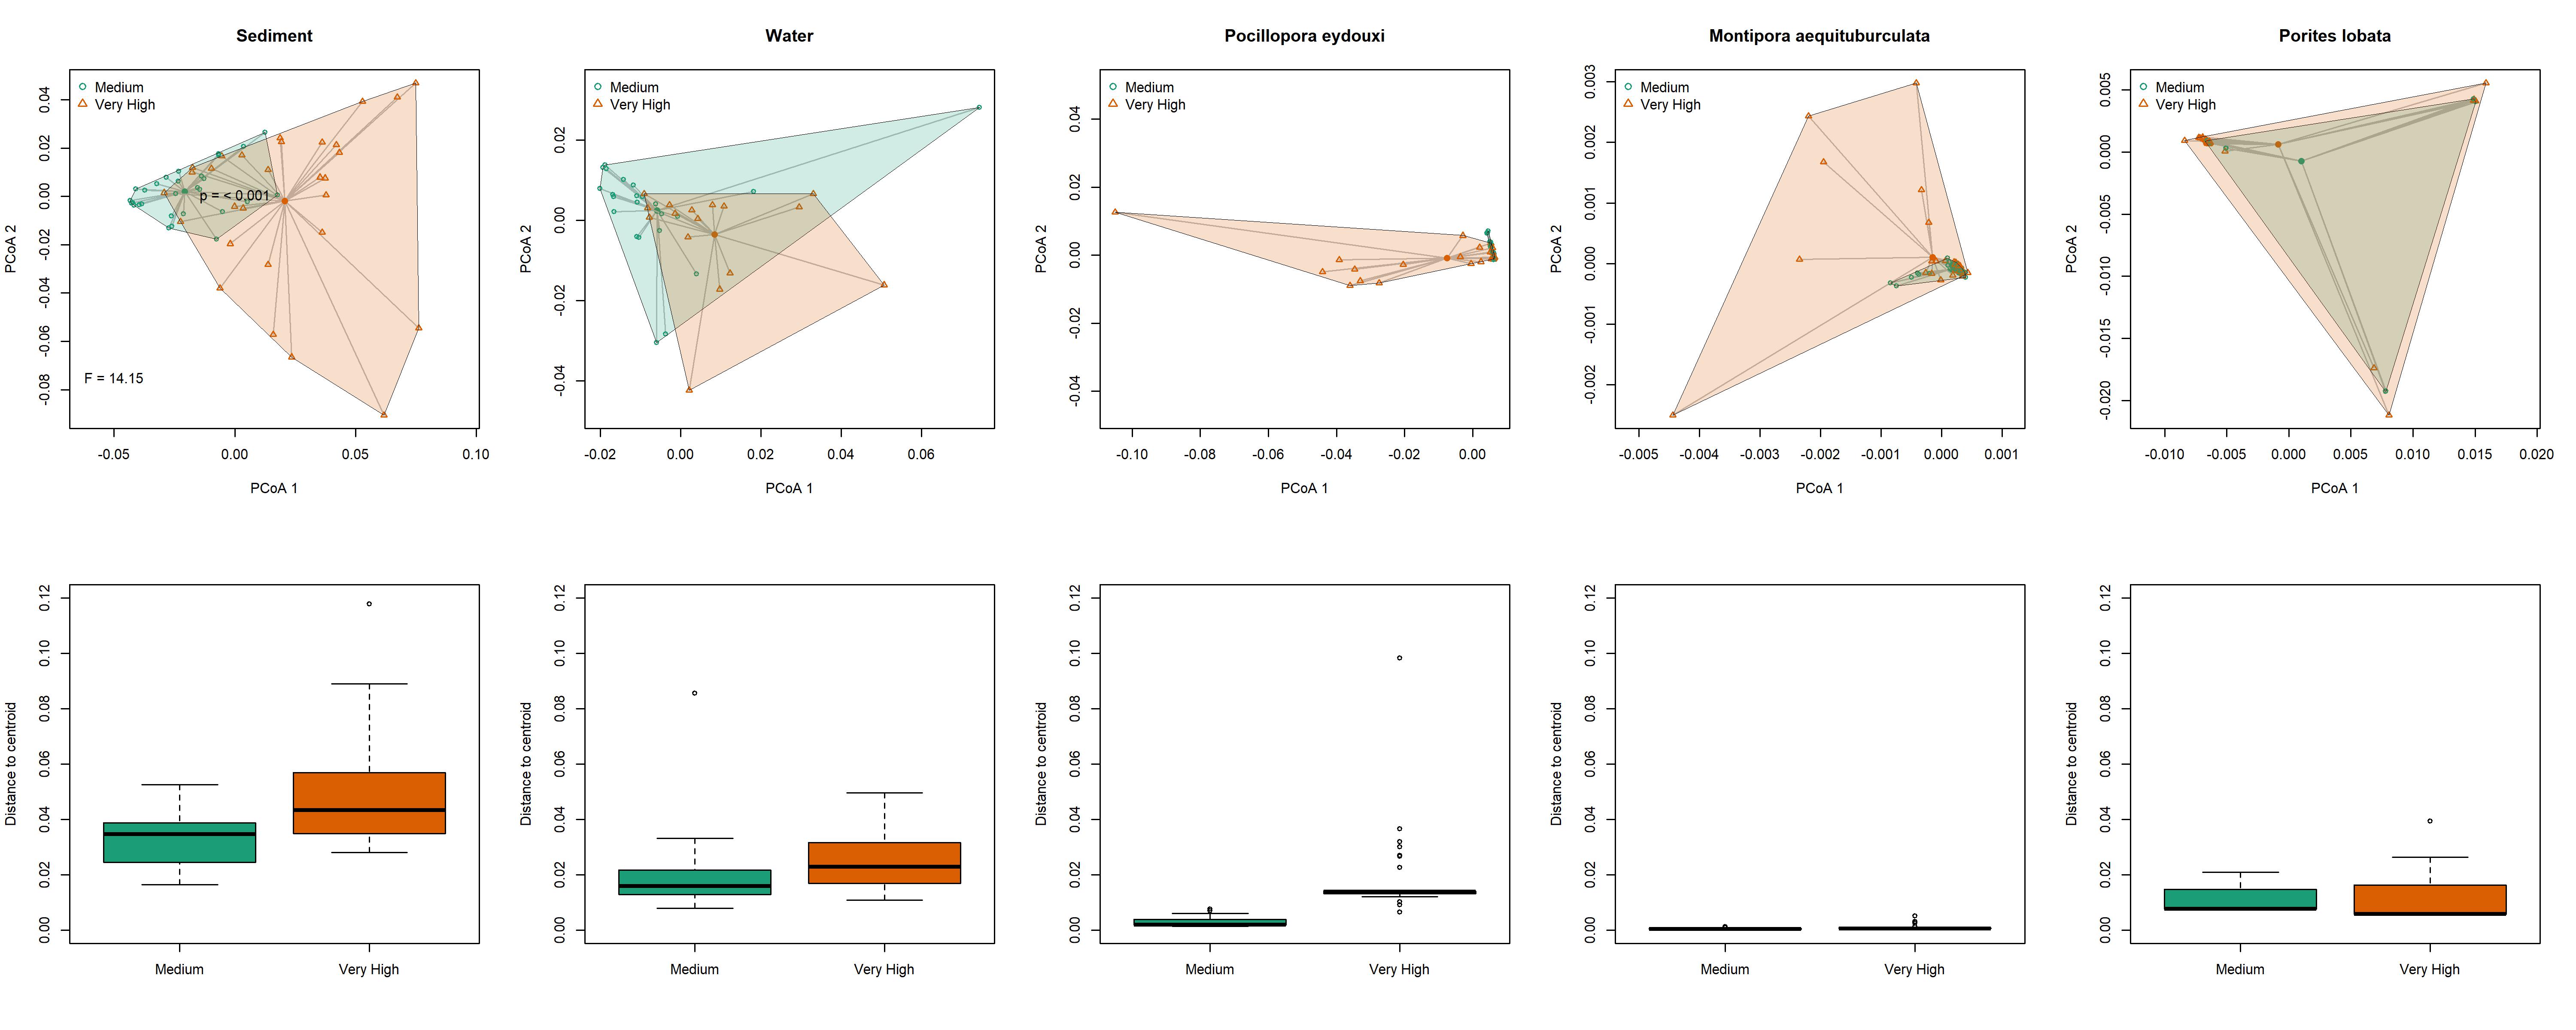 Sediment
Medium
Very High
p = < 0.001
F = 14.15
0.04
0.02
0.00
-0.02
-0.04
-0.06
-0.08
PCoA 2
-0.05 0.00 0.05 0.10
PCoA 1
Water
Medium
Very High
0.02
0.00
-0.02
-0.04
PCoA 2
-0.02 0.00 0.02 0.04 0.06
PCoA 1
Pocillopora eydouxi
Medium
Very High
0.04
0.02
0.00
-0.02
-0.04
PCoA 2
-0.10 -0.08 -0.06 -0.04 -0.02 0.00
PCoA 1
Montipora aequituburculata
Medium
Very High
0.003
0.002
0.001
0.000
-0.001
-0.002
PCoA 2
-0.005 -0.004 -0.003 -0.002 -0.001 0.000 0.001
PCoA 1
Porites lobata
Medium
Very High
0.005
0.000
-0.005
-0.010
-0.015
-0.020
PCoA 2
-0.010 -0.005 0.000 0.005 0.010 0.015 0.020
PCoA 1
0.12
0.10
0.08
0.06
0.04
0.02
0.00
Distance to centroid
Medium Very High
0.12
0.10
0.08
0.06
0.04
0.02
0.00
Distance to centroid
Medium Very High
0.12
0.10
0.08
0.06
0.04
0.02
0.00
Distance to centroid
Medium Very High
0.12
0.10
0.08
0.06
0.04
0.02
0.00
Distance to centroid
Medium Very High
0.12
0.10
0.08
0.06
0.04
0.02
0.00
Distance to centroid
Medium Very High